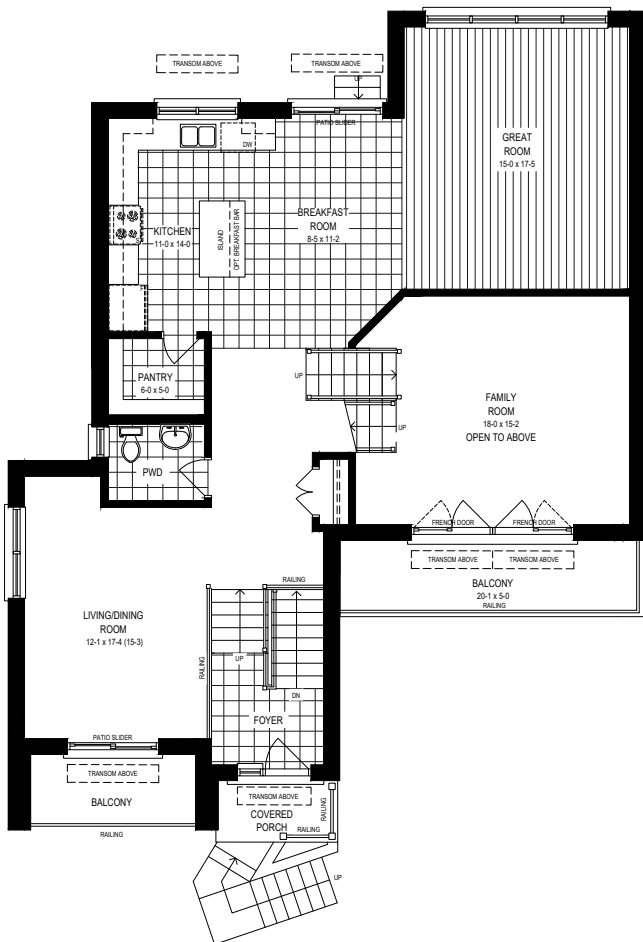 TRANSOM ABOVE
TRANSOM ABOVE
UP
PATIO SLIDER
DW
GREAT
ROOM
15-0 x 17-5
KITCHEN
11-0 x 14-0
ISLAND
OPT. BREAKFAST BAR
BREAKFAST
ROOM
8-5 x 11-2
PANTRY
6-0 x 5-0
UP
UP
FAMILY
ROOM
18-0 x 15-2
OPEN TO ABOVE
PWD
FRENCH DOOR
FRENCH DOOR
TRANSOM ABOVE
TRANSOM ABOVE
BALCONY
20-1 x 5-0
RAILING
RAILING
LIVING/DINING
ROOM
12-1 x 17-4 (15-3)
RAILING
UP
DN
FOYER
PATIO SLIDER
TRANSOM ABOVE
BALCONY
RAILING
TRANSOM ABOVE
COVERED
PORCH
RAILING
RAILING
UP